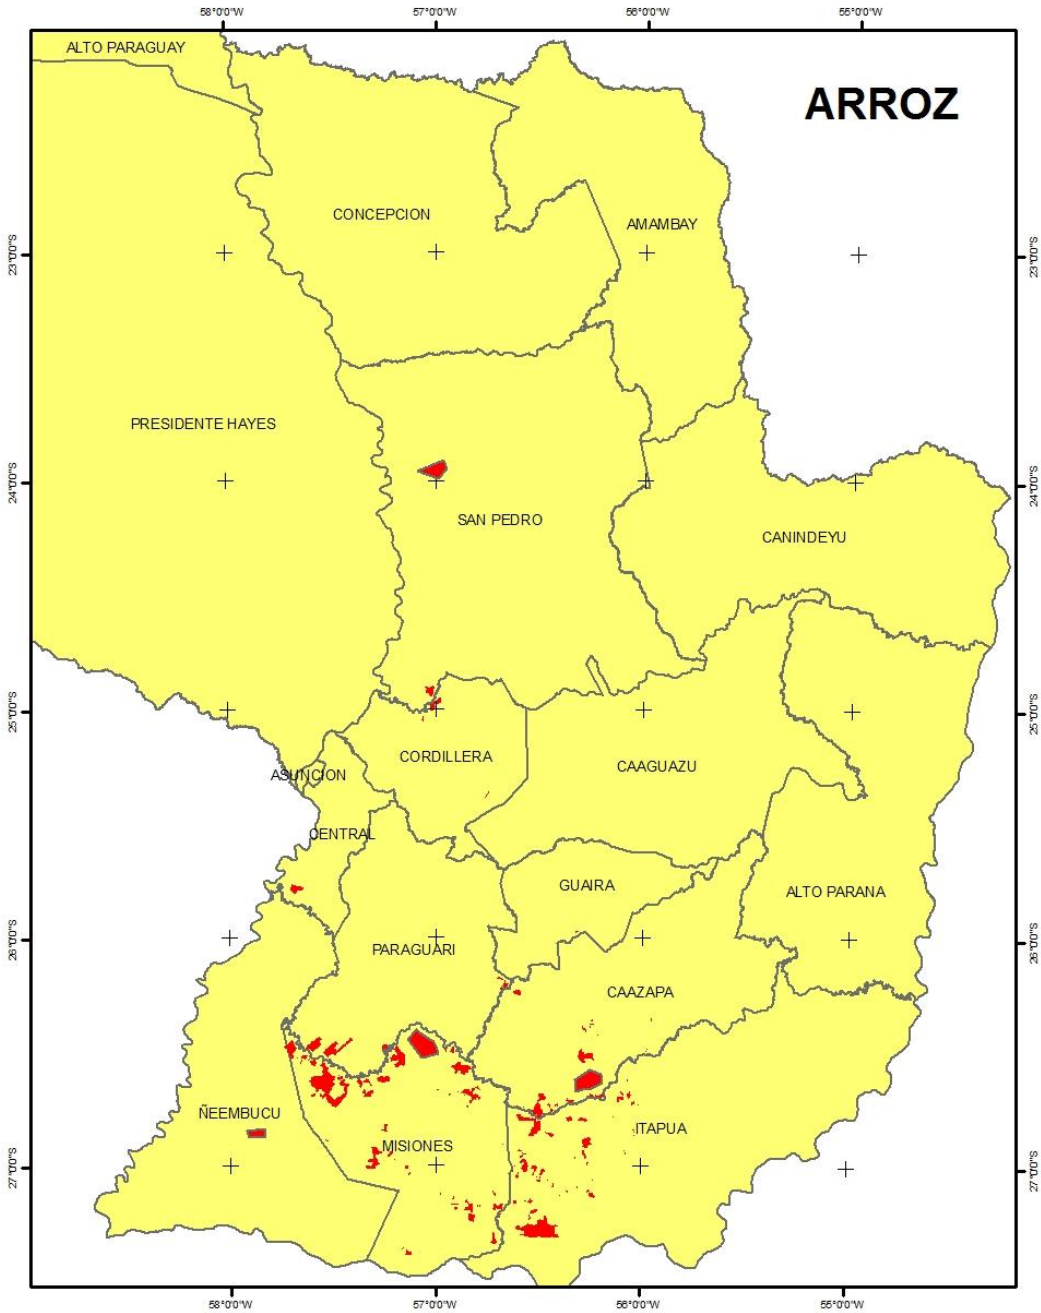 58°0'0"W
57°0'0"W
56°0'0"W
55°0'0"W
ALTO PARAGUAY
ARROZ
CONCEPCION
AMAMBAY
23°0'0"S
23°0'0"S
PRESIDENTE HAYES
24°0'0"S
24°0'0"S
SAN PEDRO
CANINDEYU
25°0'0"S
25°0'0"S
CORDILLERA
CAAGUAZU
ASUNCION
CENTRAL
GUAIRA
ALTO PARANA
26°0'0"S
26°0'0"S
PARAGUARI
CAAZAPA
ÑEEMBUCU
ITAPUA
MISIONES
27°0'0"S
27°0'0"S
58°0'0"W
57°0'0"W
56°0'0"W
55°0'0"W